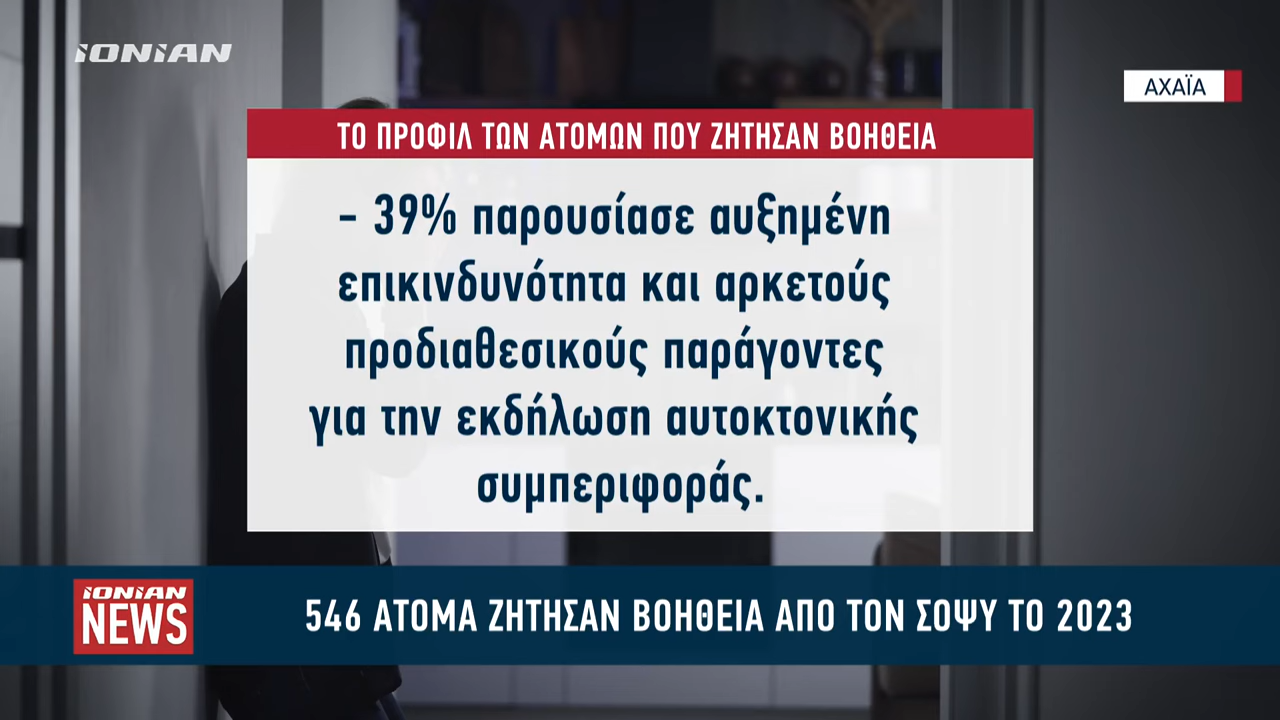 IONIAN
ΑΧΑΪΑ
ΤΟ ΠΡΟΦΙΛ ΤΩΝ ΑΤΟΜΩΝ ΠΟΥ ΖΗΤΗΣΑΝ ΒΟΗΘΕΙΑ
- 39% παρουσίασε αυξημένη
επικινδυνότητα και αρκετούς
προδιαθεσικούς παράγοντες
για την εκδήλωση αυτοκτονικής
συμπεριφοράς.
IONIAN
NEWS
546 ΑΤΟΜΑ ΖΗΤΗΣΑΝ ΒΟΗΘΕΙΑ ΑΠΟ ΤΟΝ ΣΟΨΥ ΤΟ 2023